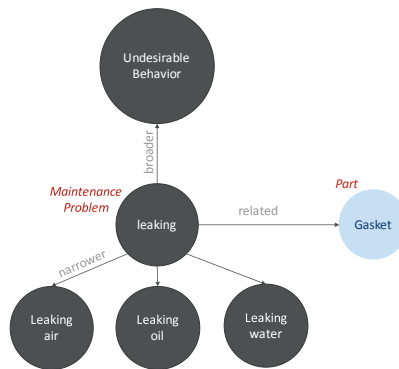 Undesirable
Behavior
broader
Maintenance
Problem
Part
leaking
related
Gasket
narrower
Leaking
air
Leaking
oil
Leaking
water